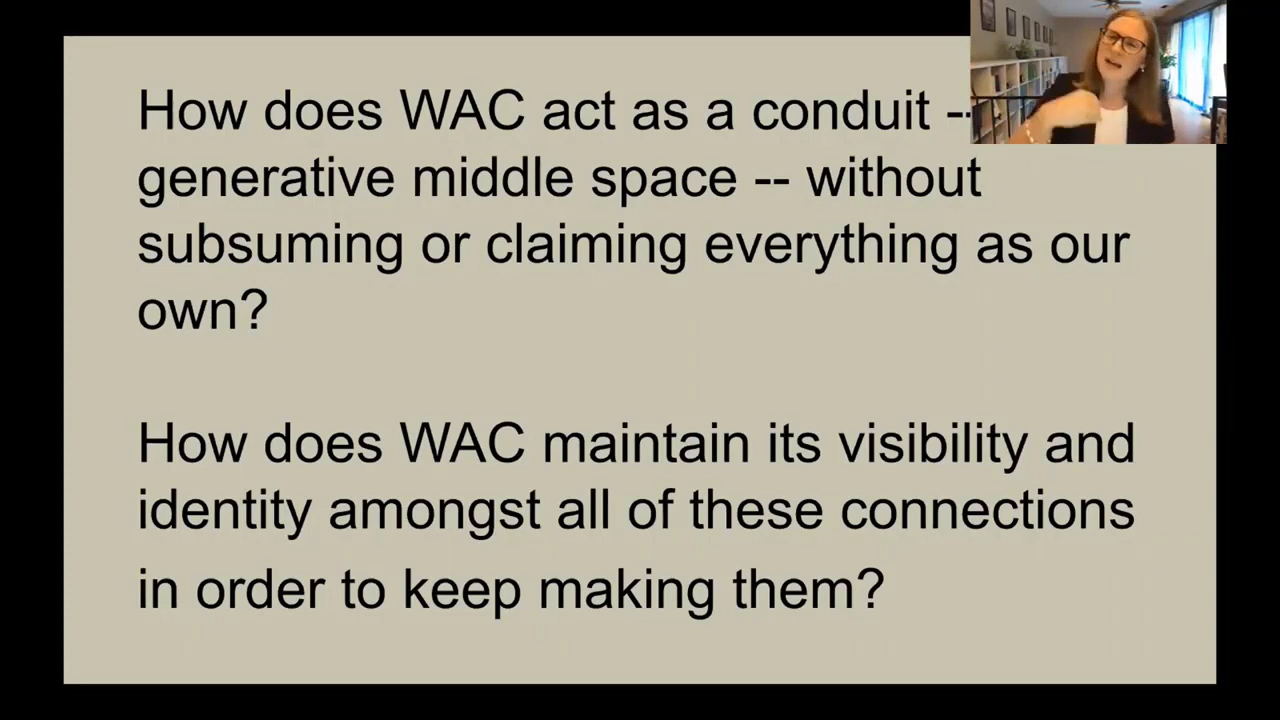 How does WAC act as a conduit --
generative middle space -- without
subsuming or claiming everything as our
own?
How does WAC maintain its visibility and
identity amongst all of these connections
in order to keep making them?